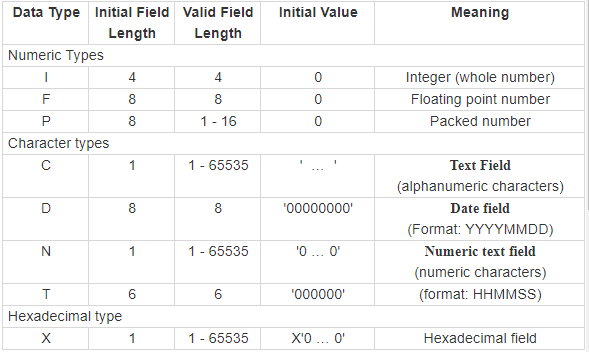 Data Type Initial Field Length Valid Field Length Initial Value Meaning
Numeric Types
I 4 4 0 Integer (whole number)
F 8 8 0 Floating point number
P 8 1 - 16 0 Packed number
Character types
C 1 1 - 65535 ' … ' Text Field
(alphanumeric characters)
D 8 8 '00000000' Date field
(Format: YYYYMMDD)
N 1 1 - 65535 '0 … 0' Numeric text field
(numeric characters)
T 6 6 '000000' (format: HHMMSS)
Hexadecimal type
X 1 1 - 65535 X'0 … 0' Hexadecimal field